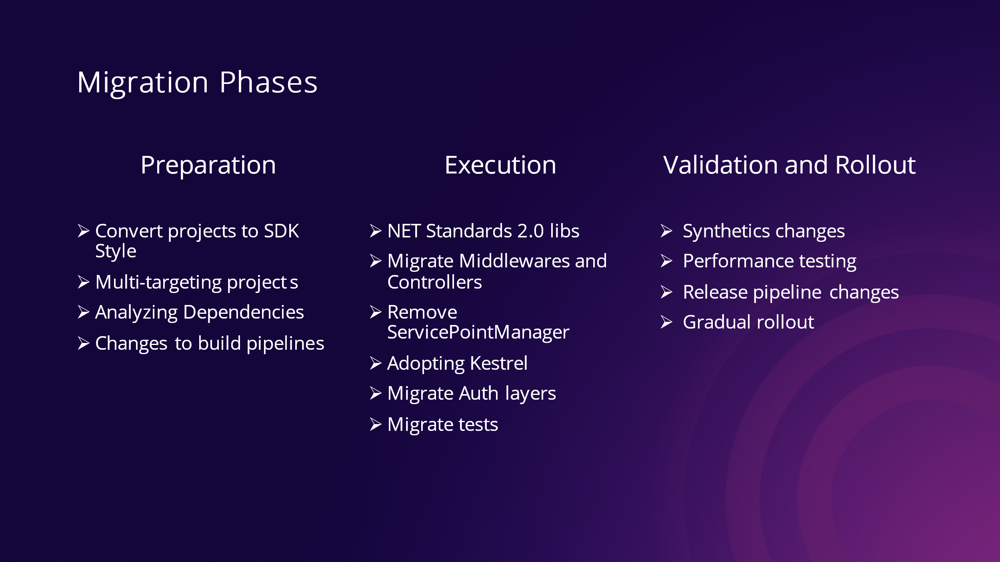 Migration Phases
Preparation
Convert projects to SDK
Style
Multi-targeting projects
Analyzing Dependencies
Changes to build pipelines
Execution
NET Standards 2.0 libs
Migrate Middlewares and
Controllers
Remove
ServicePointManager
Adopting Kestrel
Migrate Auth layers
Migrate tests
Validation and Rollout
Synthetics changes
Performance testing
Release pipeline changes
Gradual rollout